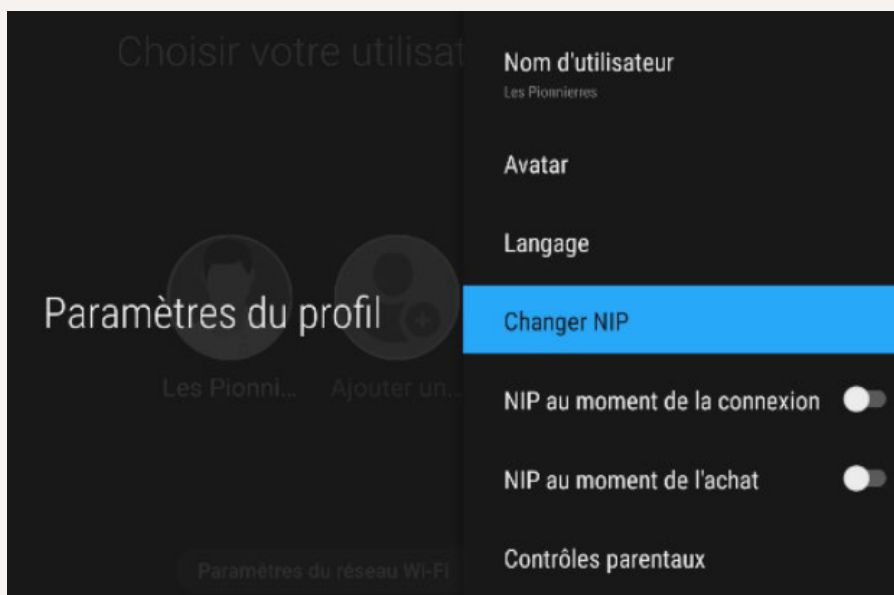 Choisir votre utilisat
Paramètres du profil
Les Pionni...
Ajouter un...
Paramètres du réseau Wi-Fi
Nom d'utilisateur
Les Pionnierres
Avatar
Langage
Changer NIP
NIP au moment de la connexion
NIP au moment de l'achat
Contrôles parentaux